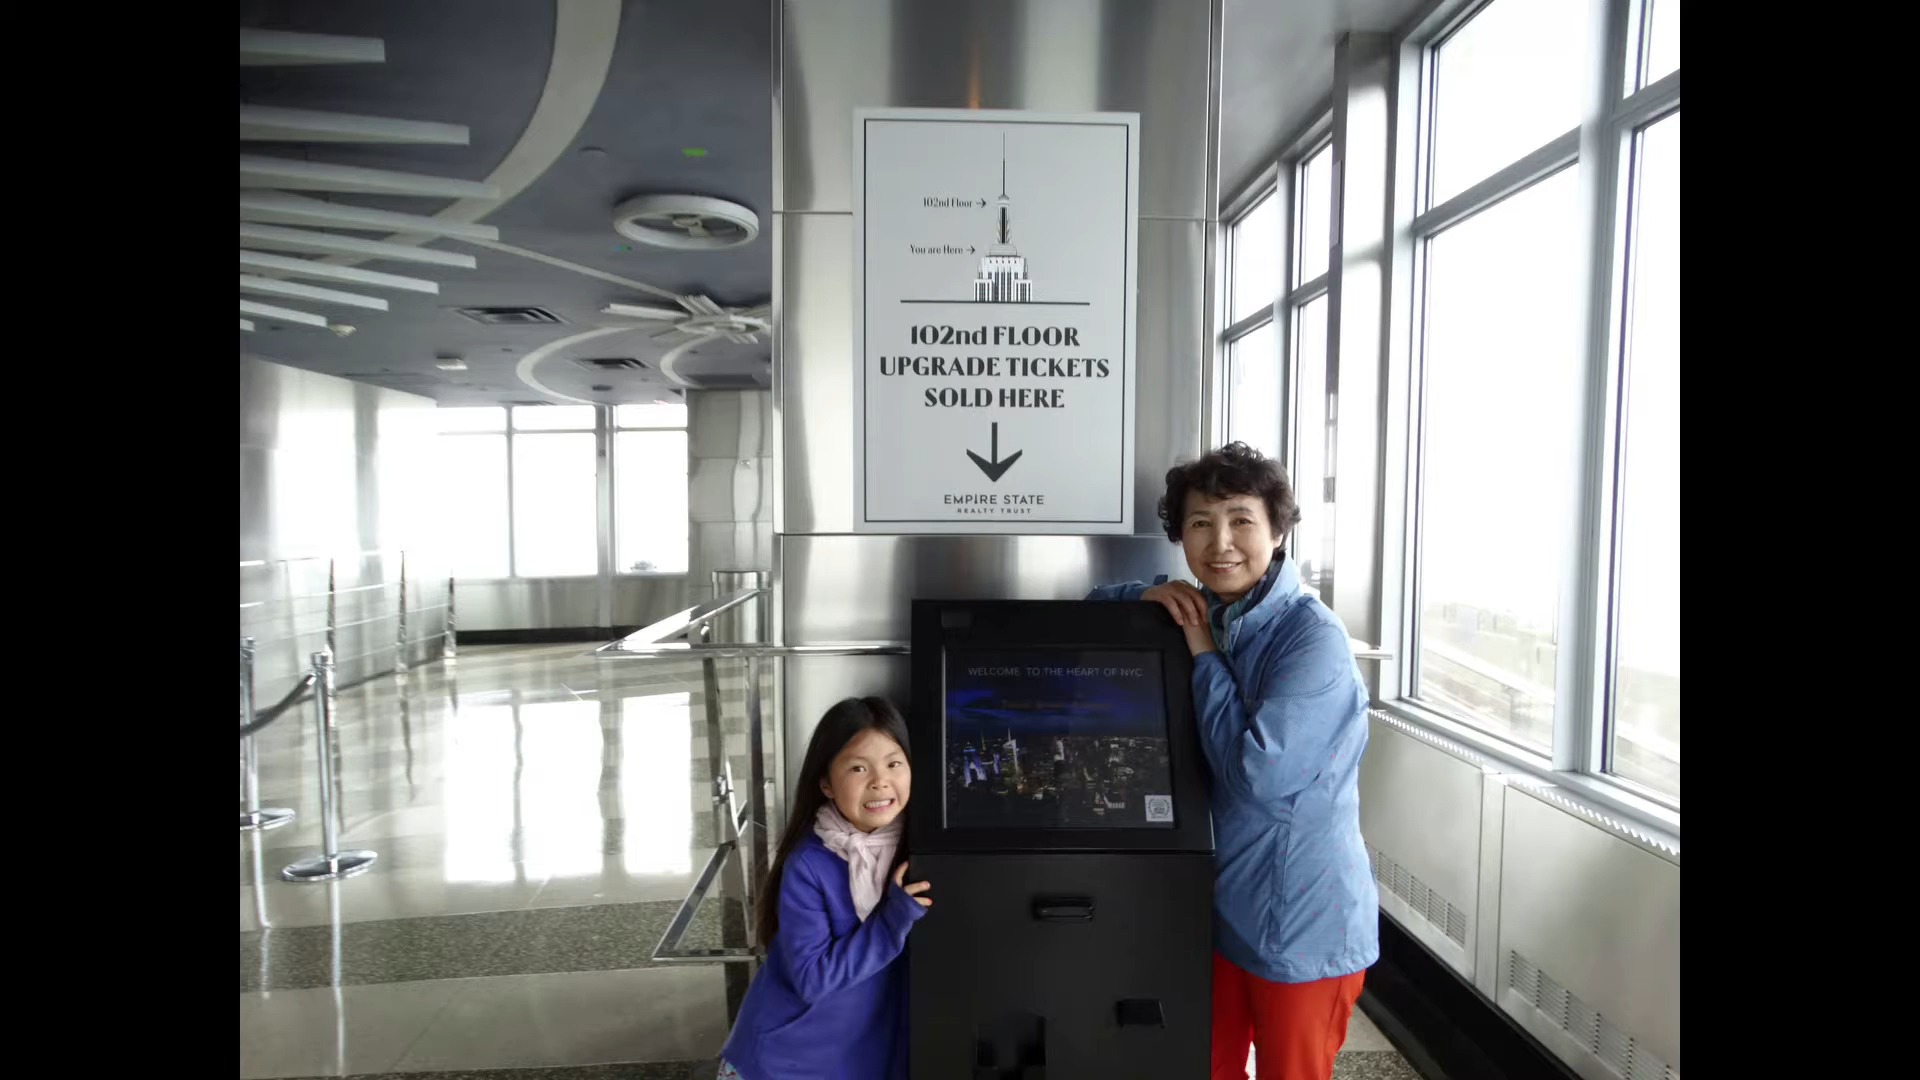 102nd Floor →
You are Here →
102nd FLOOR
UPGRADE TICKETS
SOLD HERE
EMPIRE STATE
REALTY TRUST
WELCOME TO THE HEART OF NYC